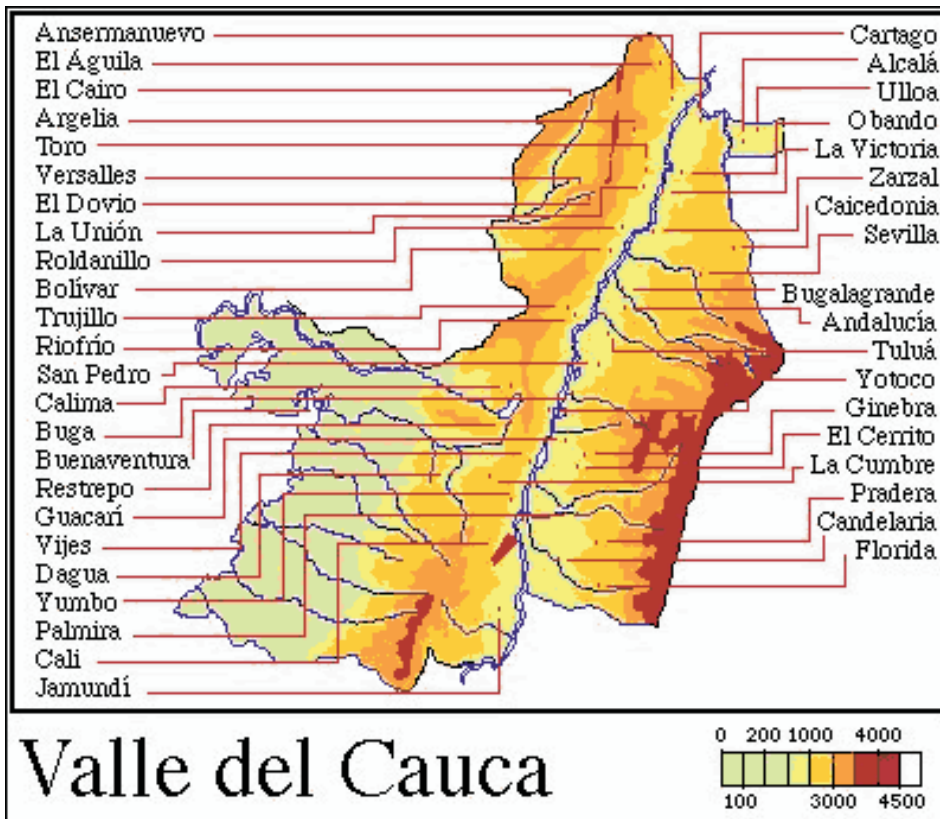 Ansermanuevo
El Águila
El Cairo
Argelia
Toro
Versalles
El Dovio
La Unión
Roldanillo
Bolívar
Trujillo
Riofrío
San Pedro
Calima
Buga
Buenaventura
Restrepo
Guacarí
Vijes
Dagua
Yumbo
Palmira
Cali
Jamundí
Cartago
Alcalá
Ulloa
Obando
La Victoria
Zarzal
Caicedonia
Sevilla
Bugalagrande
Andalucía
Tuluá
Yotoco
Ginebra
El Cerrito
La Cumbre
Pradera
Candelaria
Florida
Valle del Cauca
0 200 1000 4000
100 3000 4500